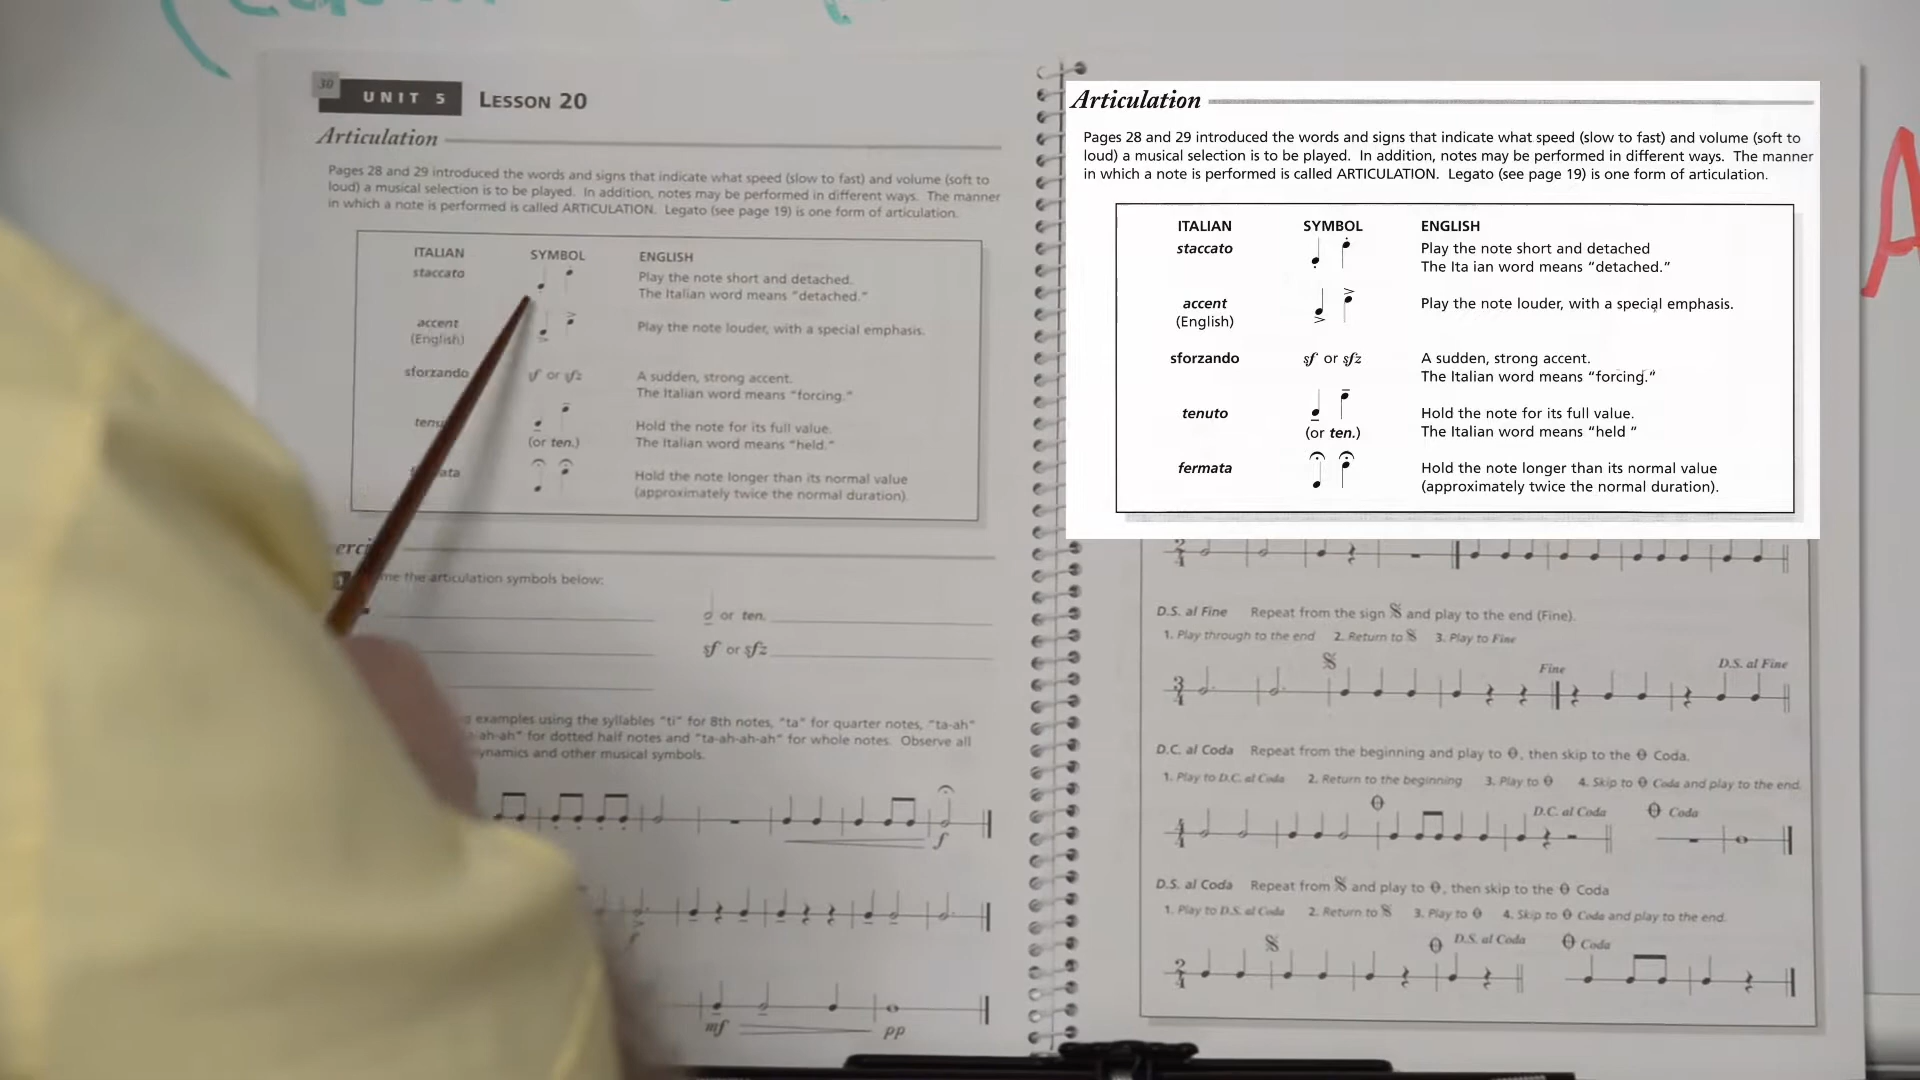 30
UNIT 5 LESSON 20
Articulation
Pages 28 and 29 introduced the words and signs that indicate what speed (slow to fast) and volume (soft to
loud) a musical selection is to be played. In addition, notes may be performed in different ways. The manner
in which a note is performed is called ARTICULATION. Legato (see page 19) is one form of articulation.
ITALIAN SYMBOL ENGLISH
staccato Play the note short and detached.
The Italian word means "detached."
accent Play the note louder, with a special emphasis.
(English)
sforzando sf or sfz A sudden, strong accent.
The Italian word means "forcing."
Hold the note for its full value.
(or ten.) The Italian word means "held."
Hold the note longer than its normal value
(approximately twice the normal duration).
the articulation symbols below:
or ten.
sf or sfz
examples using the syllables "ti" for 8th notes, "ta" for quarter notes, "ta-ah"
for dotted half notes and "ta-ah-ah-ah" for whole notes. Observe all
and other musical symbols.
f
mf pp
Articulation
Pages 28 and 29 introduced the words and signs that indicate what speed (slow to fast) and volume (soft to
loud) a musical selection is to be played. In addition, notes may be performed in different ways. The manner
in which a note is performed is called ARTICULATION. Legato (see page 19) is one form of articulation.
ITALIAN SYMBOL ENGLISH
staccato Play the note short and detached
The Ita ian word means "detached."
accent Play the note louder, with a special emphasis.
(English)
sforzando sf or sfz A sudden, strong accent.
The Italian word means "forcing."
tenuto Hold the note for its full value.
(or ten.) The Italian word means "held "
fermata Hold the note longer than its normal value
(approximately twice the normal duration).
D.S. al Fine Repeat from the sign 𝄋 and play to the end (Fine).
1. Play through to the end 2. Return to 𝄋 3. Play to Fine
Fine D.S. al Fine
D.C. al Coda Repeat from the beginning and play to 𝄌, then skip to the 𝄌 Coda.
1. Play to D.C. al Coda 2. Return to the beginning 3. Play to 𝄌 4. Skip to 𝄌 Coda and play to the end.
D.C. al Coda 𝄌 Coda
D.S. al Coda Repeat from 𝄋 and play to 𝄌, then skip to the 𝄌 Coda
1. Play to D.S. al Coda 2. Return to 𝄋 3. Play to 𝄌 4. Skip to 𝄌 Coda and play to the end.
D.S. al Coda 𝄌 Coda